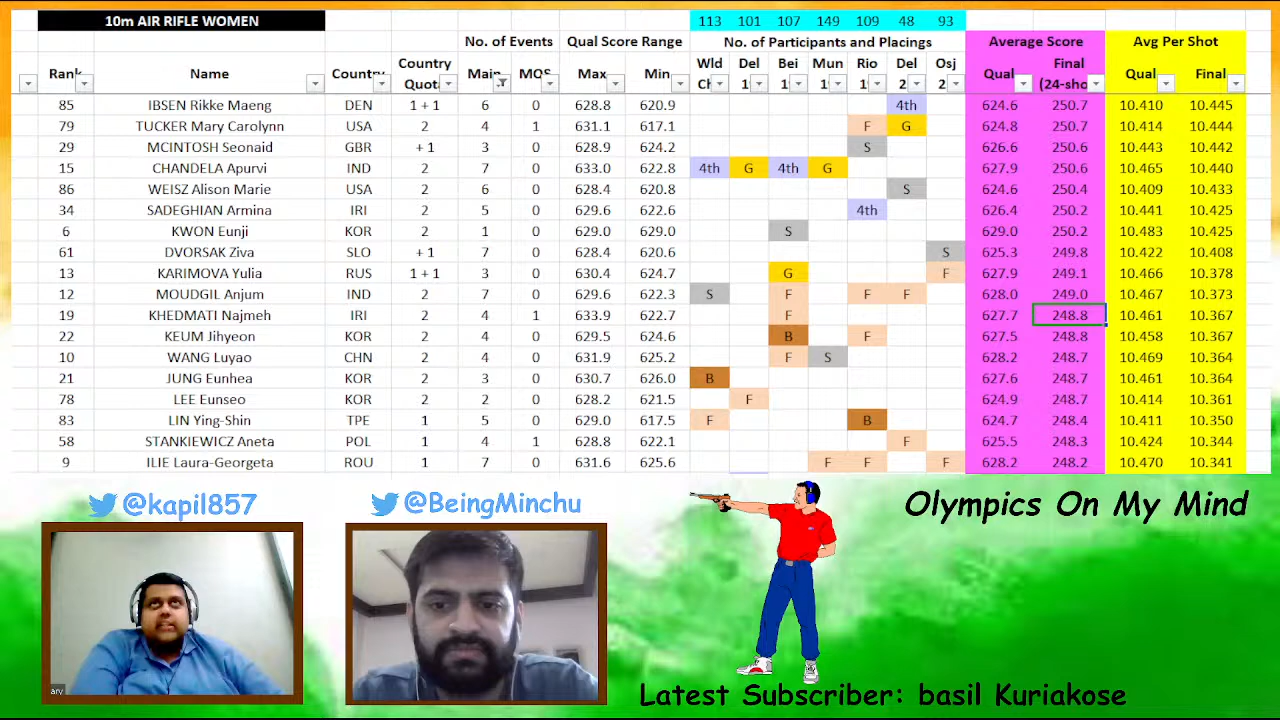 10m AIR RIFLE WOMEN 113 101 107 149 109 48 93
No. of Events Qual Score Range No. of Participants and Placings Average Score Avg Per Shot
Rank Name Country Country Quot Main MQS Max Min Wld Ch Del 1 Bei 1 Mun 1 Rio 1 Del 2 Osj 2 Qual Final (24-sho Qual Final
85 IBSEN Rikke Maeng DEN 1 + 1 6 0 628.8 620.9 4th 624.6 250.7 10.410 10.445
79 TUCKER Mary Carolynn USA 2 4 1 631.1 617.1 F G 624.8 250.7 10.414 10.444
29 MCINTOSH Seonaid GBR + 1 3 0 628.9 624.2 S 626.6 250.6 10.443 10.442
15 CHANDELA Apurvi IND 2 7 0 633.0 622.8 4th G 4th G 627.9 250.6 10.465 10.440
86 WEISZ Alison Marie USA 2 6 0 628.4 620.8 S 624.6 250.4 10.409 10.433
34 SADEGHIAN Armina IRI 2 5 0 629.6 622.6 4th 626.4 250.2 10.441 10.425
6 KWON Eunji KOR 2 1 0 629.0 629.0 S 629.0 250.2 10.483 10.425
61 DVORSAK Ziva SLO + 1 7 0 628.4 620.6 S 625.3 249.8 10.422 10.408
13 KARIMOVA Yulia RUS 1 + 1 3 0 630.4 624.7 G F 627.9 249.1 10.466 10.378
12 MOUDGIL Anjum IND 2 7 0 629.6 622.3 S F F F 628.0 249.0 10.467 10.373
19 KHEDMATI Najmeh IRI 2 4 1 633.9 622.7 F 627.7 248.8 10.461 10.367
22 KEUM Jihyeon KOR 2 4 0 629.5 624.6 B F 627.5 248.8 10.458 10.367
10 WANG Luyao CHN 2 4 0 631.9 625.2 F S 628.2 248.7 10.469 10.364
21 JUNG Eunhea KOR 2 3 0 630.7 626.0 B 627.6 248.7 10.461 10.364
78 LEE Eunseo KOR 2 2 0 628.2 621.5 F 624.9 248.7 10.414 10.361
83 LIN Ying-Shin TPE 1 5 0 629.0 617.5 F B 624.7 248.4 10.411 10.350
58 STANKIEWICZ Aneta POL 1 4 1 628.8 622.1 F 625.5 248.3 10.424 10.344
9 ILIE Laura-Georgeta ROU 1 7 0 631.6 625.6 F F F 628.2 248.2 10.470 10.341
@kapil857 @BeingMinchu Olympics On My Mind
ary
Latest Subscriber: basil Kuriakose